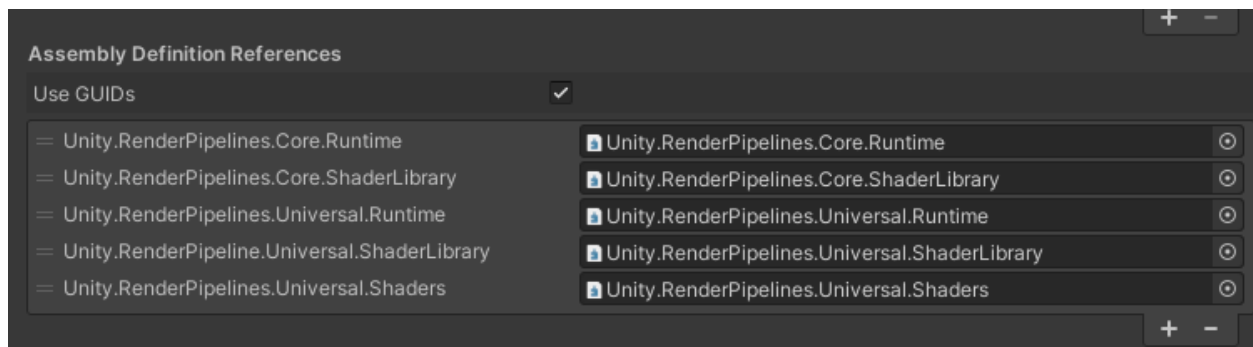 Assembly Definition References
Use GUIDs
Unity.RenderPipelines.Core.Runtime Unity.RenderPipelines.Core.Runtime
Unity.RenderPipelines.Core.ShaderLibrary Unity.RenderPipelines.Core.ShaderLibrary
Unity.RenderPipelines.Universal.Runtime Unity.RenderPipelines.Universal.Runtime
Unity.RenderPipeline.Universal.ShaderLibrary Unity.RenderPipelines.Universal.ShaderLibrary
Unity.RenderPipelines.Universal.Shaders Unity.RenderPipelines.Universal.Shaders